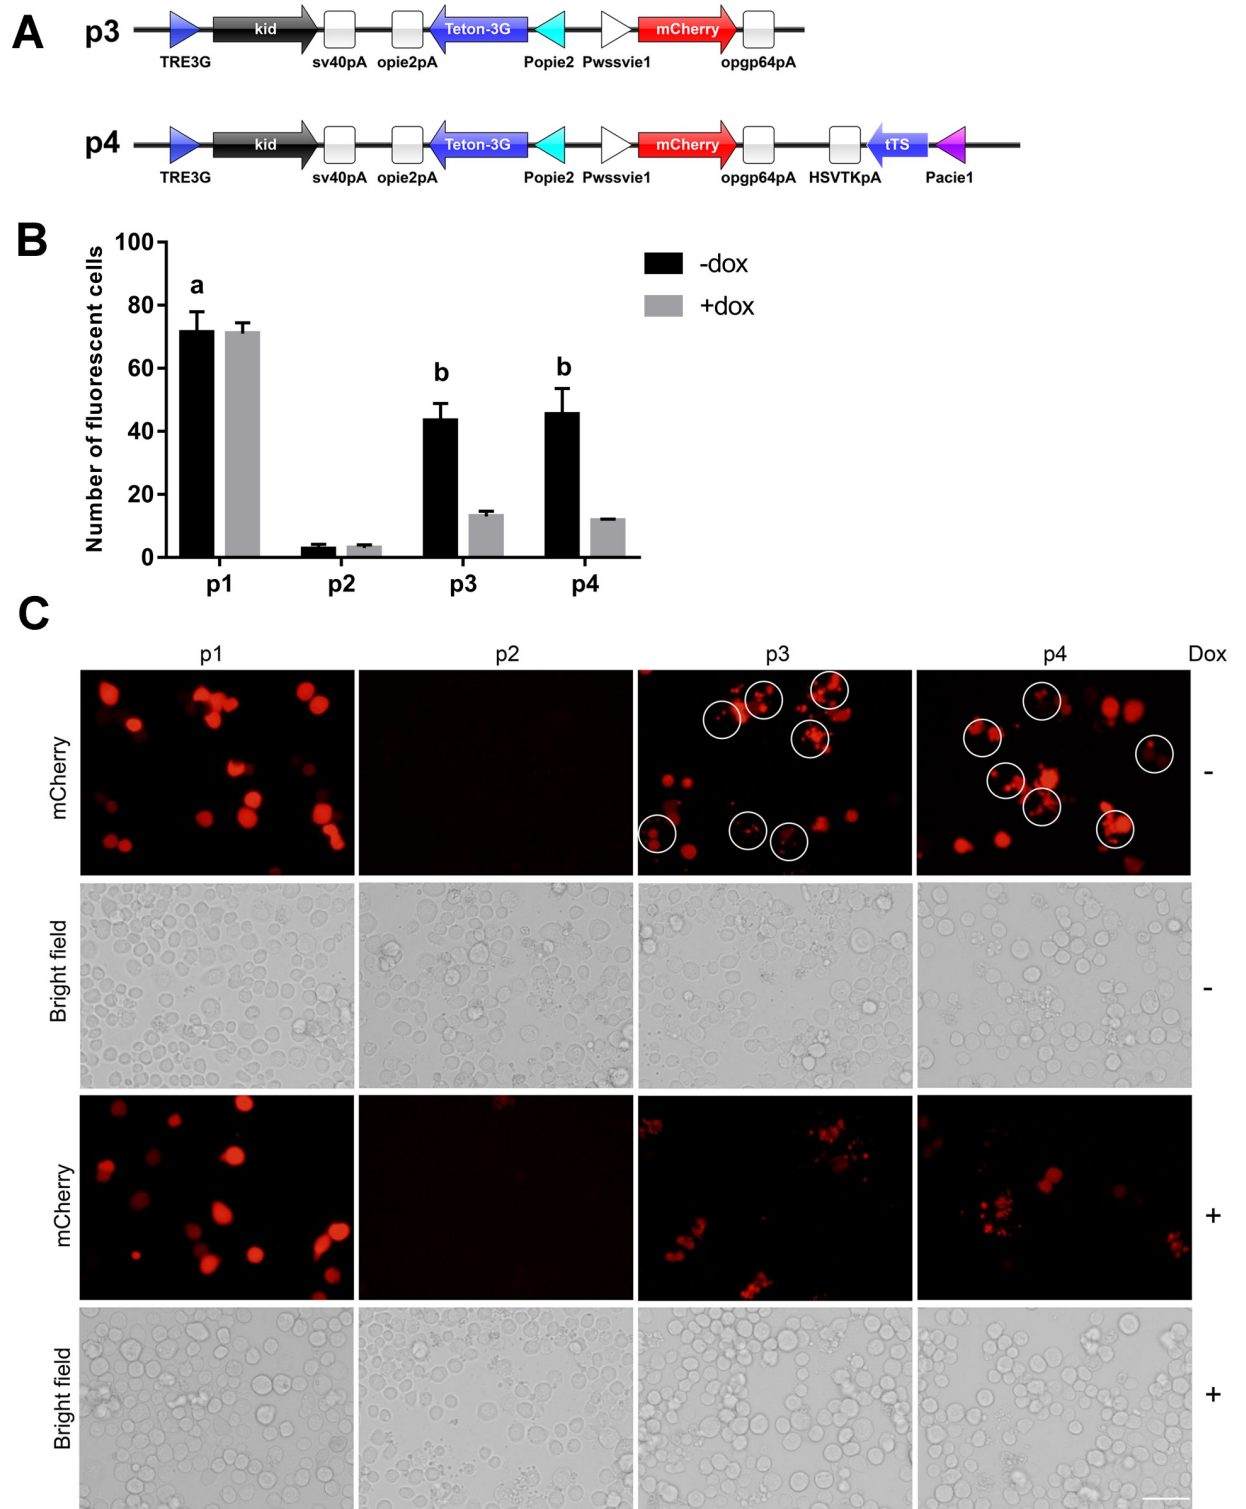 A
p3
kid
Teton-3G
mCherry
TRE3G
sv40pA
opie2pA
Popie2
Pwssvie1
opgp64pA
p4
kid
Teton-3G
mCherry
tTS
TRE3G
sv40pA
opie2pA
Popie2
Pwssvie1
opgp64pA
HSVTKpA
Pacie1
B
Number of fluorescent cells
100
80
60
40
20
0
a
b
b
p1
p2
p3
p4
-dox
+dox
C
p1
p2
p3
p4
Dox
mCherry
-
Bright field
-
mCherry
+
Bright field
+